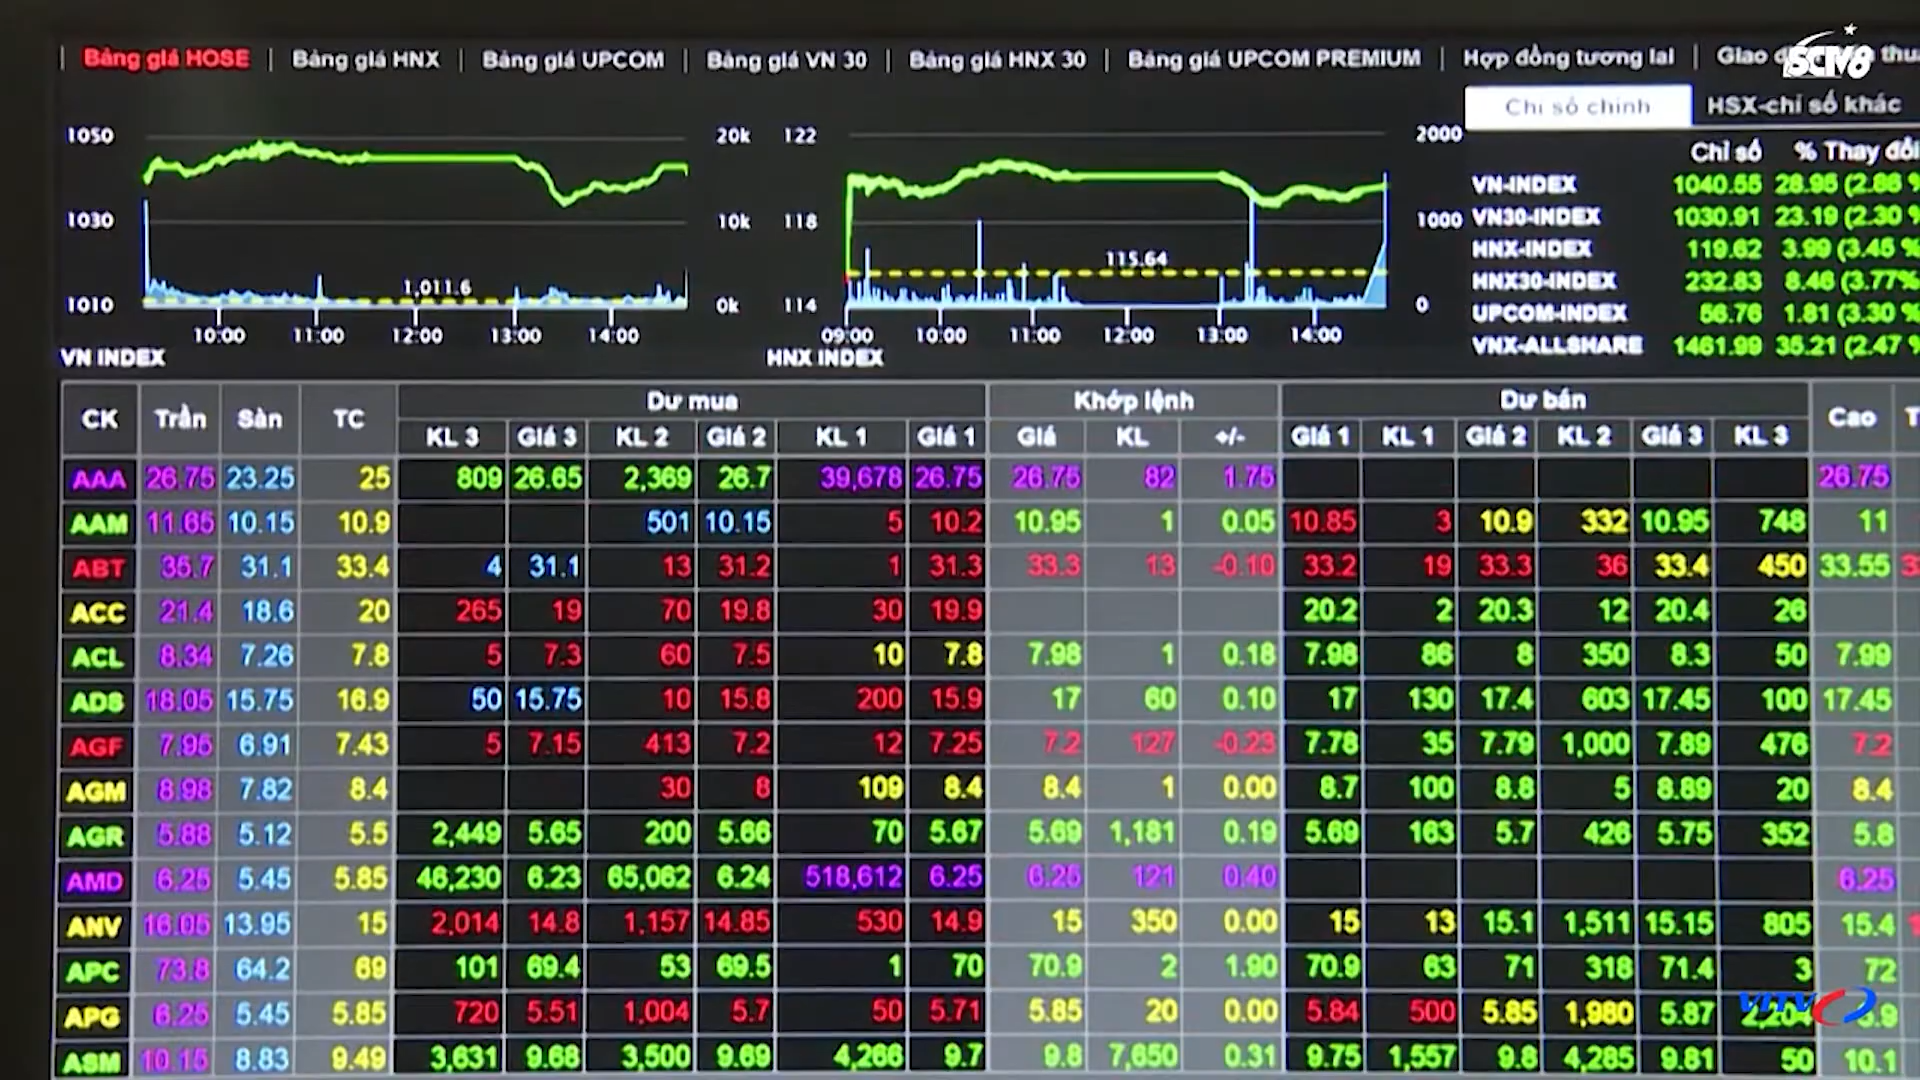 Bảng giá HOSE | Bảng giá HNX | Bảng giá UPCOM | Bảng giá VN 30 | Bảng giá HNX 30 | Bảng giá UPCOM PREMIUM | Hợp đồng tương lai | Giao
SCTV8
Chỉ số chính HSX-chỉ số khác
1050 20k 122 2000
1030 10k 118 1000
1010 0k 114 0
1,011.6
115.64
10:00 11:00 12:00 13:00 14:00
09:00 10:00 11:00 12:00 13:00 14:00
VN INDEX
HNX INDEX
Chỉ số % Thay đổi
VN-INDEX 1040.55 28.95 (2.86 %
VN30-INDEX 1030.91 23.19 (2.30 %
HNX-INDEX 119.62 3.99 (3.45 %
HNX30-INDEX 232.83 8.46 (3.77%
UPCOM-INDEX 56.76 1.81 (3.30 %
VNX-ALLSHARE 1461.99 35.21 (2.47 %
CK Trần Sàn TC Dư mua Khớp lệnh Dư bán Cao
KL 3 Giá 3 KL 2 Giá 2 KL 1 Giá 1 Giá KL +/- Giá 1 KL 1 Giá 2 KL 2 Giá 3 KL 3
AAA 26.75 23.25 25 809 26.65 2,369 26.7 39,678 26.75 26.75 82 1.75 26.75
AAM 11.65 10.15 10.9 501 10.15 5 10.2 10.95 1 0.05 10.85 3 10.9 332 10.95 748 11
ABT 35.7 31.1 33.4 4 31.1 13 31.2 1 31.3 33.3 13 -0.10 33.2 19 33.3 36 33.4 450 33.55
ACC 21.4 18.6 20 265 19 70 19.8 30 19.9 20.2 2 20.3 12 20.4 26
ACL 8.34 7.26 7.8 5 7.3 60 7.5 10 7.8 7.98 1 0.18 7.98 86 8 350 8.3 50 7.99
ADS 18.05 15.75 16.9 50 15.75 10 15.8 200 15.9 17 60 0.10 17 130 17.4 603 17.45 100 17.45
AGF 7.95 6.91 7.43 5 7.15 413 7.2 12 7.25 7.2 127 -0.23 7.78 35 7.79 1,000 7.89 476 7.2
AGM 8.98 7.82 8.4 30 8 109 8.4 8.4 1 0.00 8.7 100 8.8 5 8.89 20 8.4
AGR 5.88 5.12 5.5 2,449 5.65 200 5.66 70 5.67 5.69 1,181 0.19 5.69 163 5.7 426 5.75 352 5.8
AMD 6.25 5.45 5.85 46,230 6.23 65,062 6.24 518,612 6.25 6.25 121 0.40 6.25
ANV 16.05 13.95 15 2,014 14.8 1,157 14.85 530 14.9 15 350 0.00 15 13 15.1 1,511 15.15 805 15.4
APC 73.8 64.2 69 101 69.4 53 69.5 1 70 70.9 2 1.90 70.9 63 71 318 71.4 3 72
APG 6.25 5.45 5.85 720 5.51 1,004 5.7 50 5.71 5.85 20 0.00 5.84 500 5.85 1,980 5.87
VITV
ASM 10.15 8.83 9.49 3,631 9.68 3,500 9.69 4,266 9.7 9.8 7,650 0.31 9.75 1,557 9.8 4,285 9.81 50 10.1